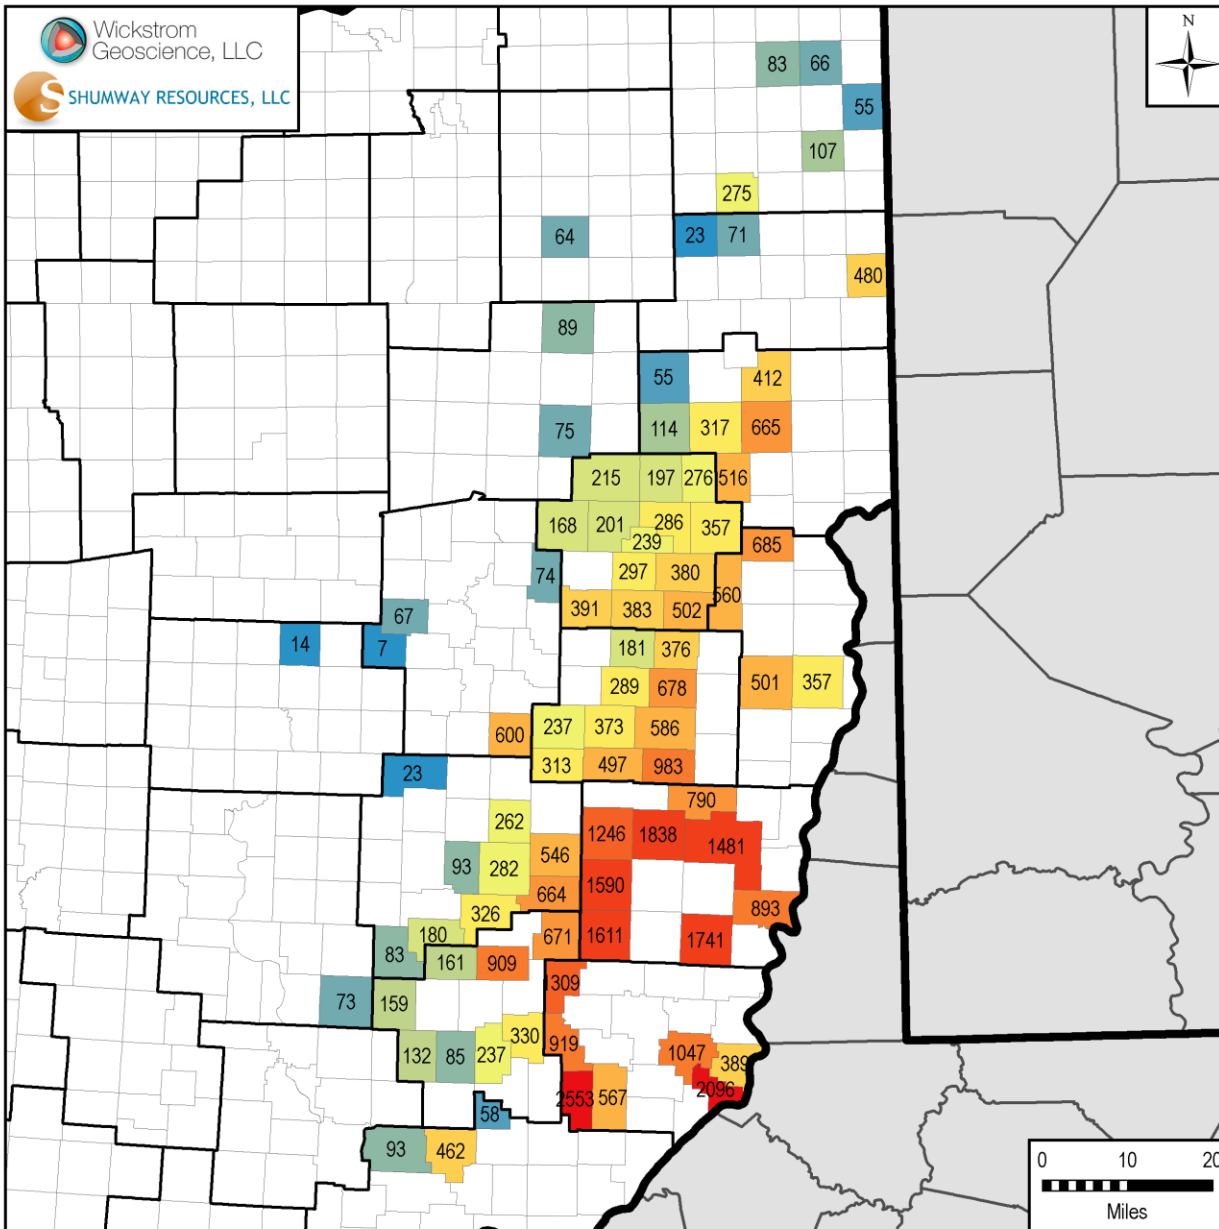 Wickstrom
Geoscience, LLC
S
SHUMWAY RESOURCES, LLC
N
83 66
55
107
275
64 23 71
480
89
55 412
75 114 317 665
215 197 276 516
168 201 286 357
239 685
74 297 380
560
391 383 502
67
14 7 181 376
289 678 501 357
600 237 373 586
23 313 497 983
790
262 1246 1838 1481
93 282 546
1590
664
326 893
180 671 1611 1741
83 161 909
73 159 309
132 85 237 330 919 1047 389
2553 567 2096
58
93 462
0 10 20
Miles